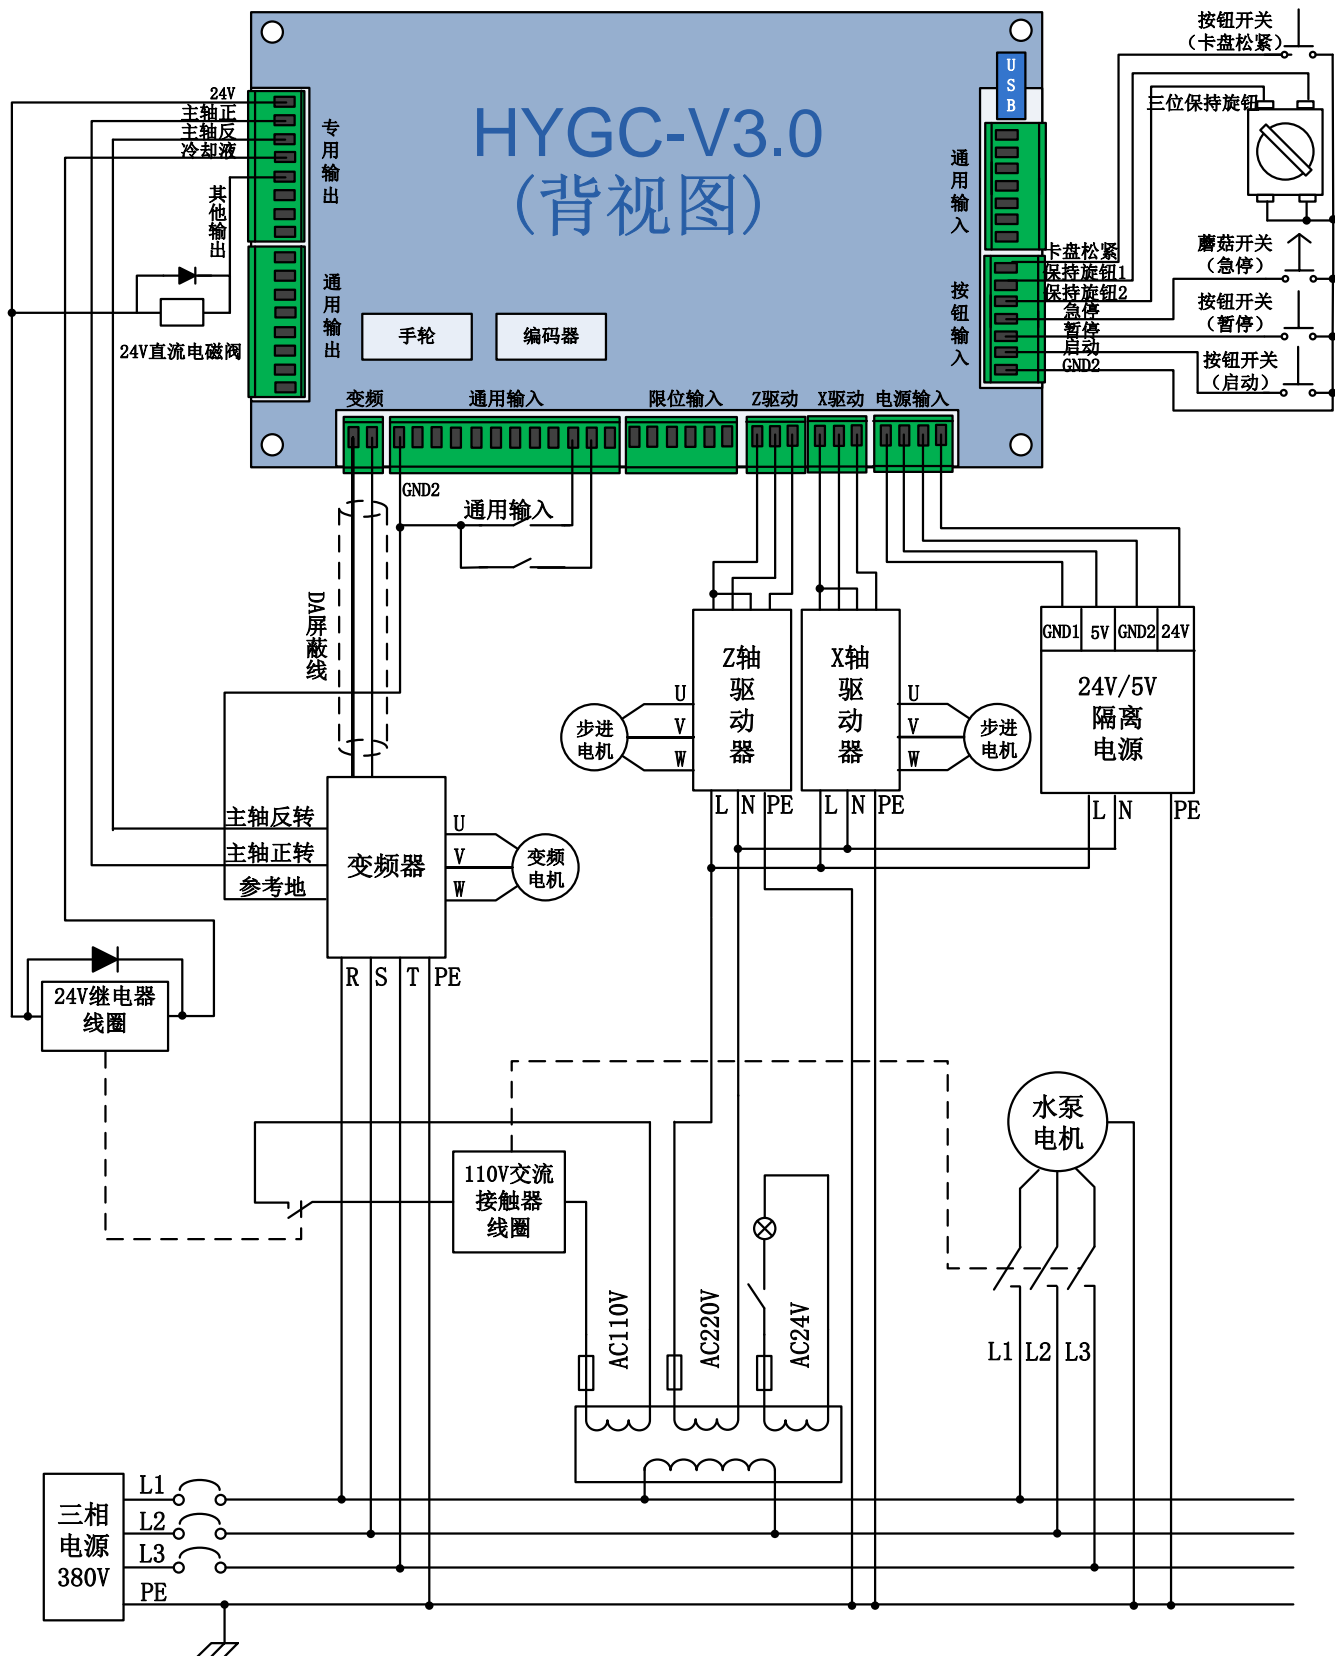 按钮开关
（卡盘松紧）
U
S
B
24V
主轴正
主轴反
冷却液
其他输出
专用输出
HYGC-V3.0
(背视图)
通用输入
三位保持旋钮
卡盘松紧
保持旋钮1
保持旋钮2
急停
暂停
启动
GND2
蘑菇开关
（急停）
按钮开关
（暂停）
按钮开关
（启动）
通用输出
按钮输入
24V直流电磁阀
手轮
编码器
变频
通用输入
限位输入
Z驱动
X驱动
电源输入
GND2
通用输入
DA屏蔽线
GND1
5V
GND2
24V
24V/5V
隔离
电源
Z轴
驱
动
器
X轴
驱
动
器
U
V
W
步进
电机
U
V
W
步进
电机
L
N
PE
L
N
PE
L
N
PE
主轴反转
主轴正转
参考地
变频器
U
V
W
变频
电机
R
S
T
PE
24V继电器
线圈
110V交流
接触器
线圈
水泵
电机
AC110V
AC220V
AC24V
L1
L2
L3
三相
电源
380V
L1
L2
L3
PE